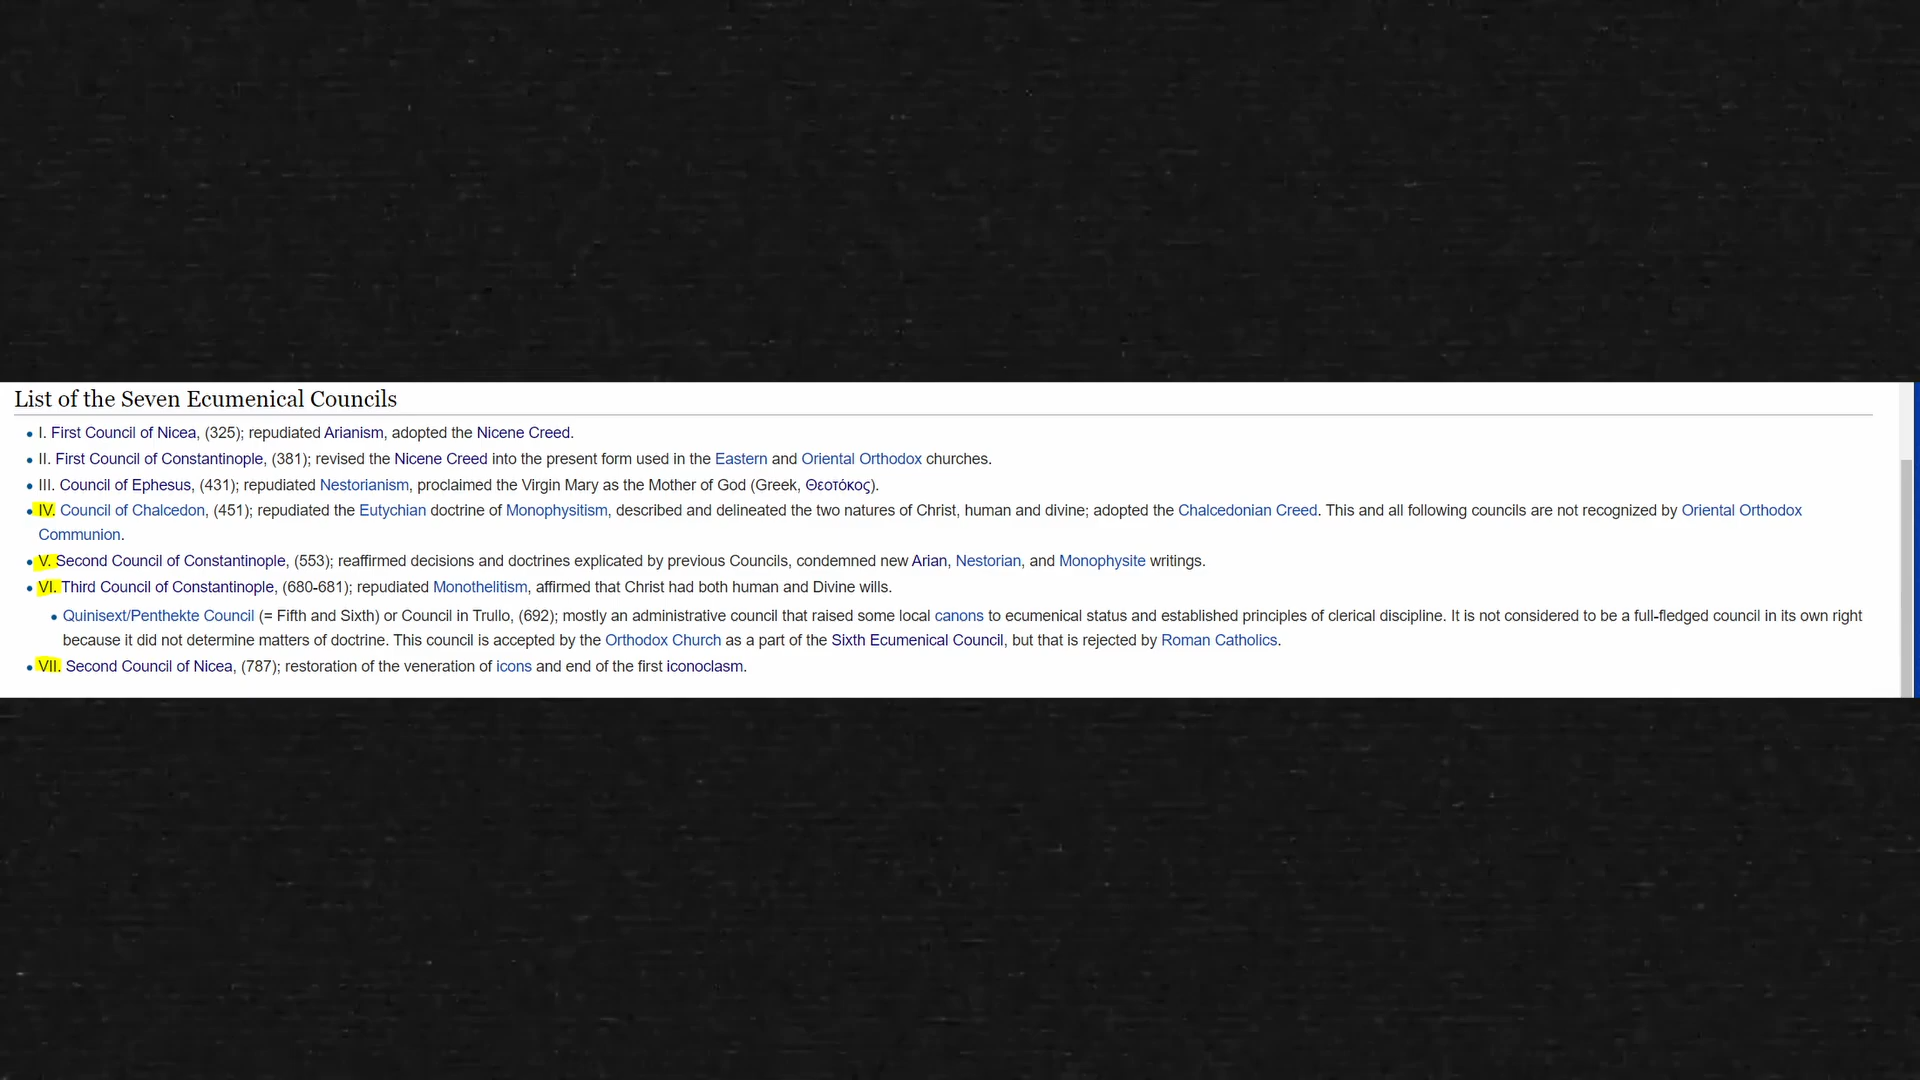 List of the Seven Ecumenical Councils
• I. First Council of Nicea, (325); repudiated Arianism, adopted the Nicene Creed.
• II. First Council of Constantinople, (381); revised the Nicene Creed into the present form used in the Eastern and Oriental Orthodox churches.
• III. Council of Ephesus, (431); repudiated Nestorianism, proclaimed the Virgin Mary as the Mother of God (Greek, Θεοτόκος).
• IV. Council of Chalcedon, (451); repudiated the Eutychian doctrine of Monophysitism, described and delineated the two natures of Christ, human and divine; adopted the Chalcedonian Creed. This and all following councils are not recognized by Oriental Orthodox
Communion.
• V. Second Council of Constantinople, (553); reaffirmed decisions and doctrines explicated by previous Councils, condemned new Arian, Nestorian, and Monophysite writings.
• VI. Third Council of Constantinople, (680-681); repudiated Monothelitism, affirmed that Christ had both human and Divine wills.
• Quinisext/Penthekte Council (= Fifth and Sixth) or Council in Trullo, (692); mostly an administrative council that raised some local canons to ecumenical status and established principles of clerical discipline. It is not considered to be a full-fledged council in its own right
because it did not determine matters of doctrine. This council is accepted by the Orthodox Church as a part of the Sixth Ecumenical Council, but that is rejected by Roman Catholics.
• VII. Second Council of Nicea, (787); restoration of the veneration of icons and end of the first iconoclasm.